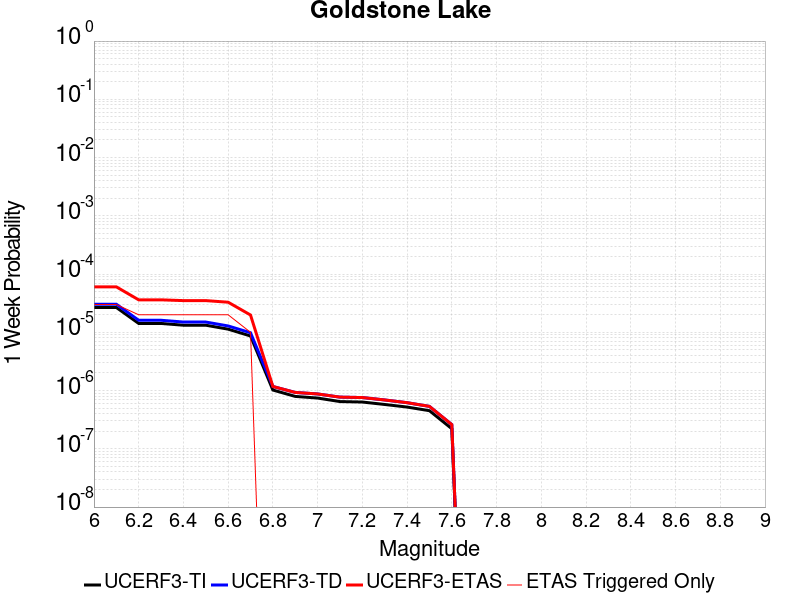 Goldstone Lake
1 Week Probability
10^0
10^-1
10^-2
10^-3
10^-4
10^-5
10^-6
10^-7
10^-8
6 6.2 6.4 6.6 6.8 7 7.2 7.4 7.6 7.8 8 8.2 8.4 8.6 8.8 9
Magnitude
UCERF3-TI UCERF3-TD UCERF3-ETAS ETAS Triggered Only